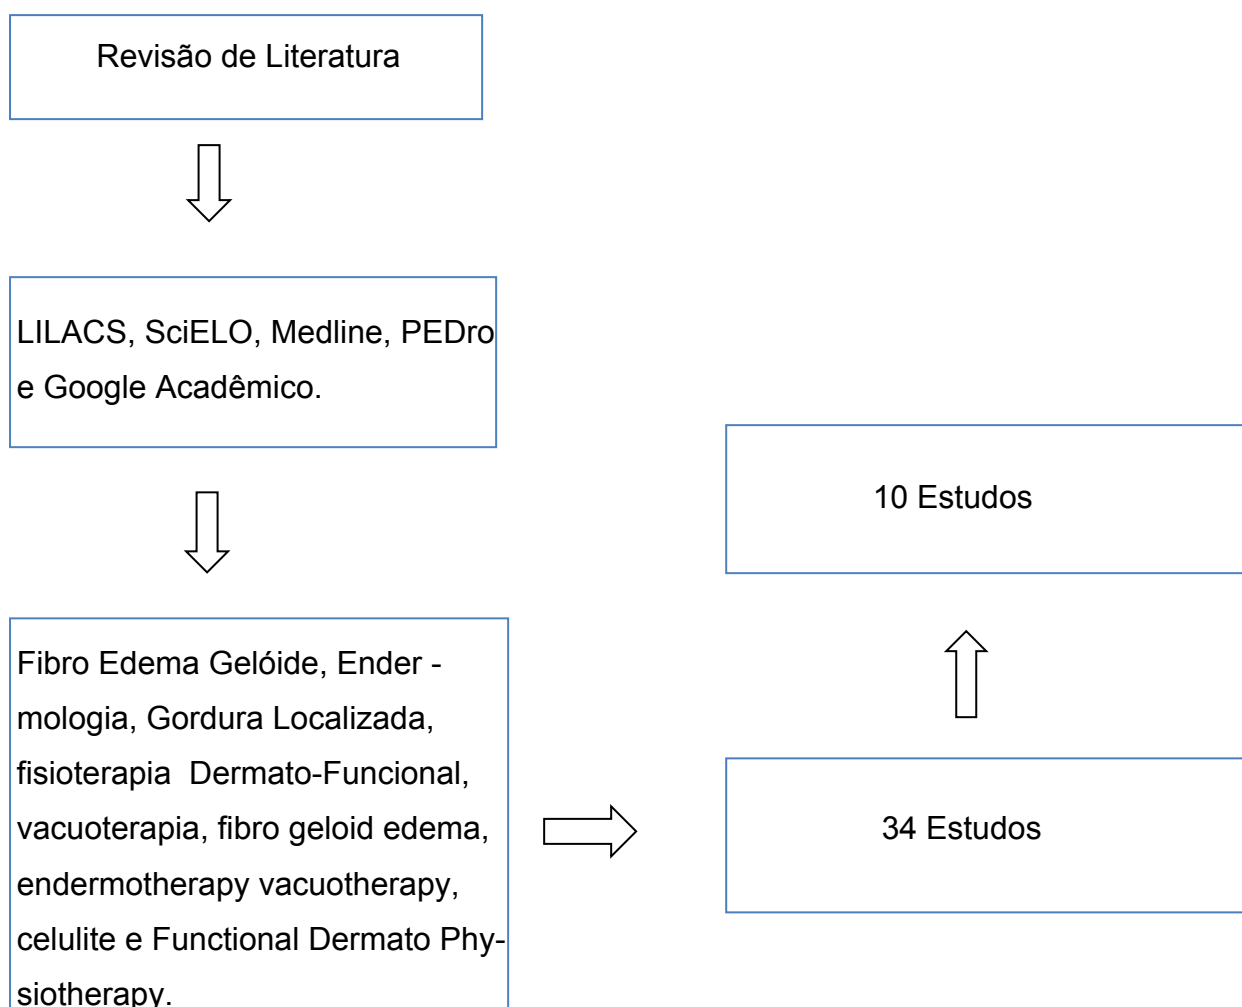 Revisão de Literatura
LILACS, SciELO, Medline, PEDro
e Google Acadêmico.
Fibro Edema Gelóide, Ender -
mologia, Gordura Localizada,
fisioterapia  Dermato-Funcional,
vacuoterapia, fibro geloid edema,
endermotherapy vacuotherapy,
celulite e Functional Dermato Phy-
siotherapy.
34 Estudos
10 Estudos